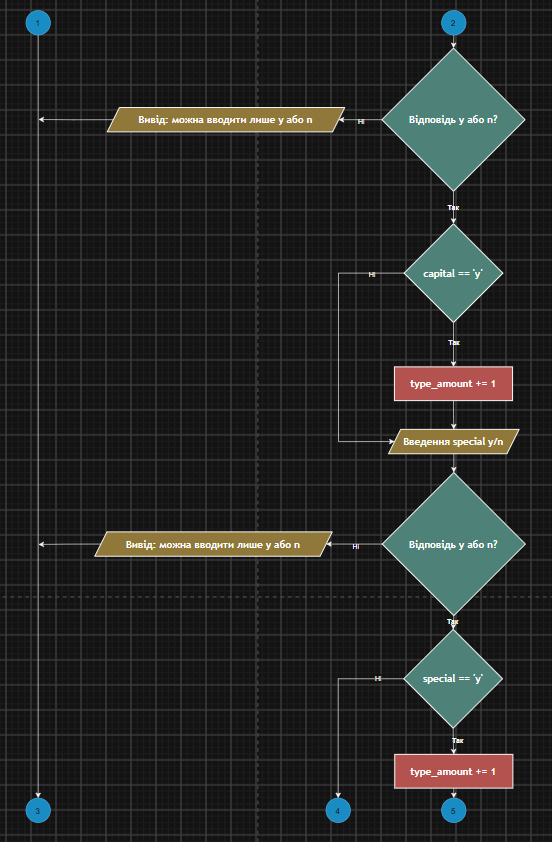 1
2
Відповідь y або n?
Вивід: можна вводити лише y або n
Ні
Так
capital == 'y'
Ні
Так
type_amount += 1
Введення special y/n
Відповідь y або n?
Вивід: можна вводити лише y або n
Ні
Так
special == 'y'
Ні
Так
type_amount += 1
3
4
5